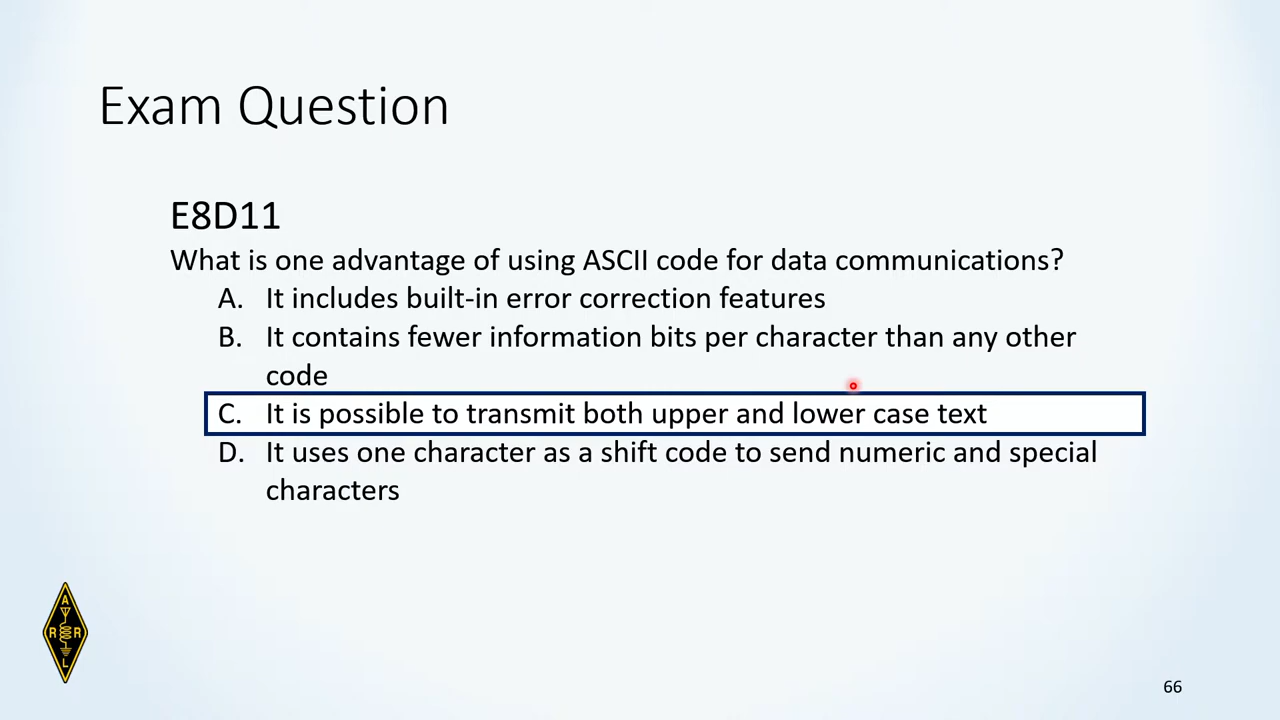 Exam Question
E8D11
What is one advantage of using ASCII code for data communications?
A. It includes built-in error correction features
B. It contains fewer information bits per character than any other
code
C. It is possible to transmit both upper and lower case text
D. It uses one character as a shift code to send numeric and special
characters
A
R R
L
66